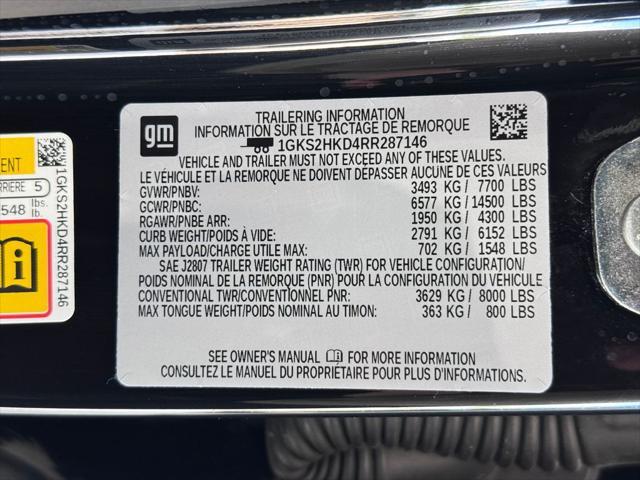 gm
TRAILERING INFORMATION
INFORMATION SUR LE TRACTAGE DE REMORQUE
1GKS2HKD4RR287146
VEHICLE AND TRAILER MUST NOT EXCEED ANY OF THESE VALUES.
LE VÉHICULE ET LA REMORQUE NE DOIVENT DÉPASSER AUCUNE DE CES VALEURS
GVWR/PNBV: 3493 KG / 7700 LBS
GCWR/PNBC: 6577 KG / 14500 LBS
RGAWR/PNBE ARR: 1950 KG / 4300 LBS
CURB WEIGHT/POIDS À VIDE: 2791 KG / 6152 LBS
MAX PAYLOAD/CHARGE UTILE MAX: 702 KG / 1548 LBS
SAE J2807 TRAILER WEIGHT RATING (TWR) FOR VEHICLE CONFIGURATION/
POIDS NOMINAL DE LA REMORQUE (PNR) POUR LA CONFIGURATION DU VÉHICULE
CONVENTIONAL TWR/CONVENTIONNEL PNR: 3629 KG / 8000 LBS
MAX TONGUE WEIGHT/POIDS NOMINAL AU TIMON: 363 KG / 800 LBS
SEE OWNER'S MANUAL FOR MORE INFORMATION
CONSULTEZ LE MANUEL DU PROPRIÉTAIRE POUR PLUS D'INFORMATIONS.
ENT
RRIERE 5
548 lbs.
lb.
1GKS2HKD4RR287146